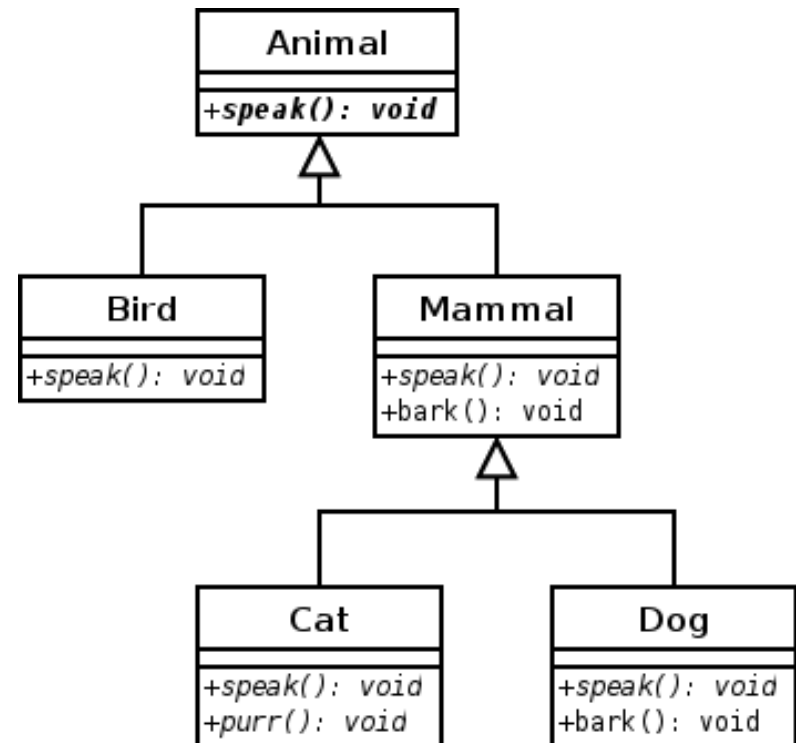 Animal
+speak(): void
Bird
+speak(): void
Mammal
+speak(): void
+bark(): void
Cat
+speak(): void
+purr(): void
Dog
+speak(): void
+bark(): void